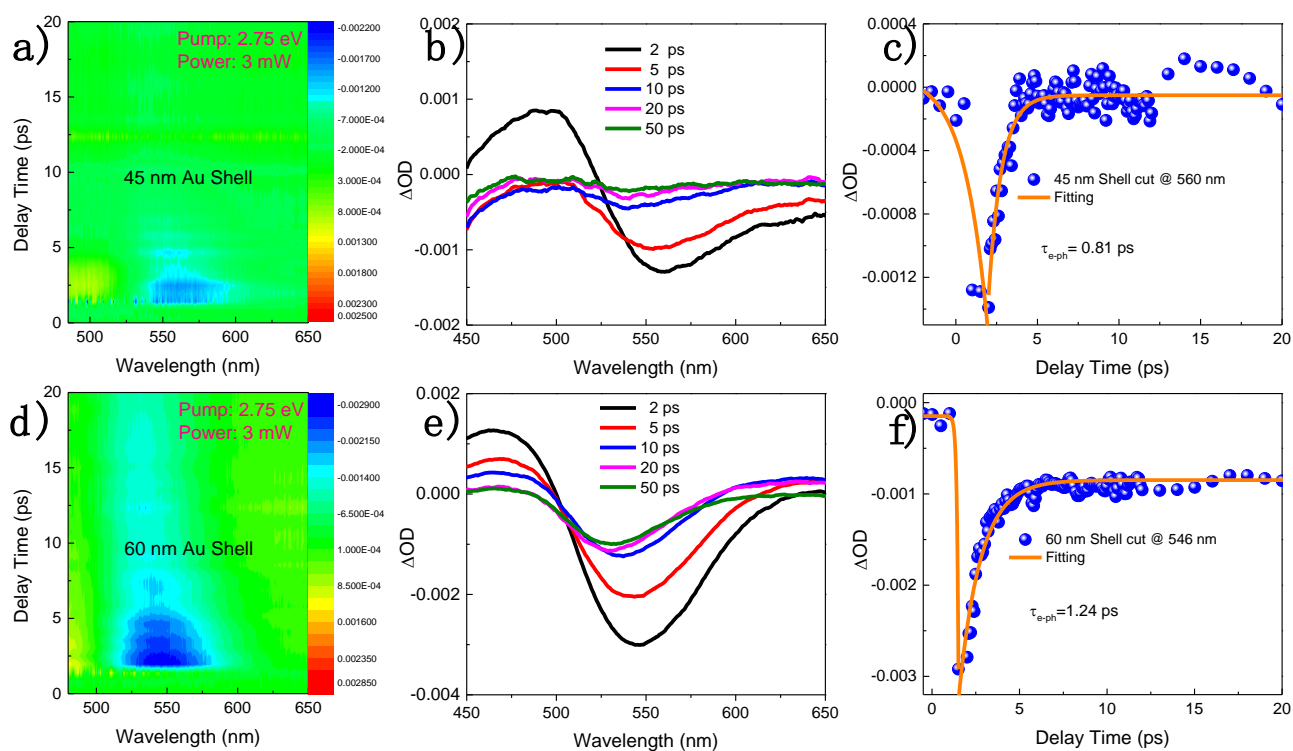 a)
Pump: 2.75 eV
Power: 3 mW
45 nm Au Shell
20
15
10
5
0
500
550
600
650
Delay Time (ps)
Wavelength (nm)
-0.002200
-0.001700
-0.001200
-7.000E-04
-2.000E-04
3.000E-04
8.000E-04
0.001300
0.001800
0.002300
0.002500
b)
2 ps
5 ps
10 ps
20 ps
50 ps
0.002
0.001
0.000
-0.001
-0.002
450
500
550
600
650
ΔOD
Wavelength (nm)
c)
0.0004
0.0000
-0.0004
-0.0008
-0.0012
45 nm Shell cut @ 560 nm
Fitting
τe-ph= 0.81 ps
0
5
10
15
20
ΔOD
Delay Time (ps)
d)
Pump: 2.75 eV
Power: 3 mW
60 nm Au Shell
20
15
10
5
0
500
550
600
650
Delay Time (ps)
Wavelength (nm)
-0.002900
-0.002150
-0.001400
-6.500E-04
1.000E-04
8.500E-04
0.001600
0.002350
0.002850
e)
2 ps
5 ps
10 ps
20 ps
50 ps
0.002
0.000
-0.002
-0.004
450
500
550
600
650
ΔOD
Wavelength (nm)
f)
0.000
-0.001
-0.002
-0.003
60 nm Shell cut @ 546 nm
Fitting
τe-ph=1.24 ps
0
5
10
15
20
ΔOD
Delay Time (ps)